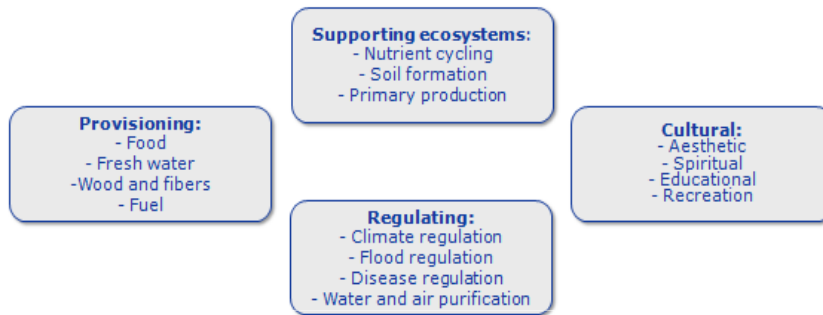 Supporting ecosystems:
- Nutrient cycling
- Soil formation
- Primary production
Provisioning:
- Food
- Fresh water
-Wood and fibers
- Fuel
Cultural:
- Aesthetic
- Spiritual
- Educational
- Recreation
Regulating:
- Climate regulation
- Flood regulation
- Disease regulation
- Water and air purification